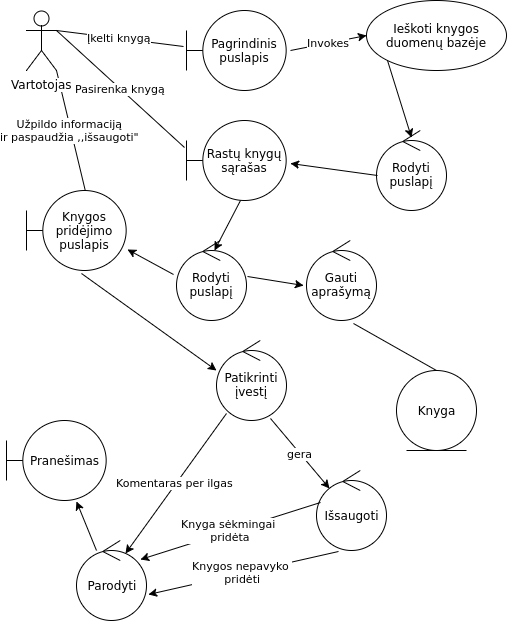 Ieškoti knygos
duomenų bazėje
Įkelti knygą
Pagrindinis
puslapis
Invokes
Vartotojas
Pasirenka knygą
Užpildo informaciją
ir paspaudžia ,,išsaugoti"
Rastų knygų
sąrašas
Rodyti
puslapį
Knygos
pridėjimo
puslapis
Rodyti
puslapį
Gauti
aprašymą
Patikrinti
įvestį
Knyga
gera
Pranešimas
Komentaras per ilgas
Išsaugoti
Knyga sėkmingai
pridėta
Knygos nepavyko
pridėti
Parodyti